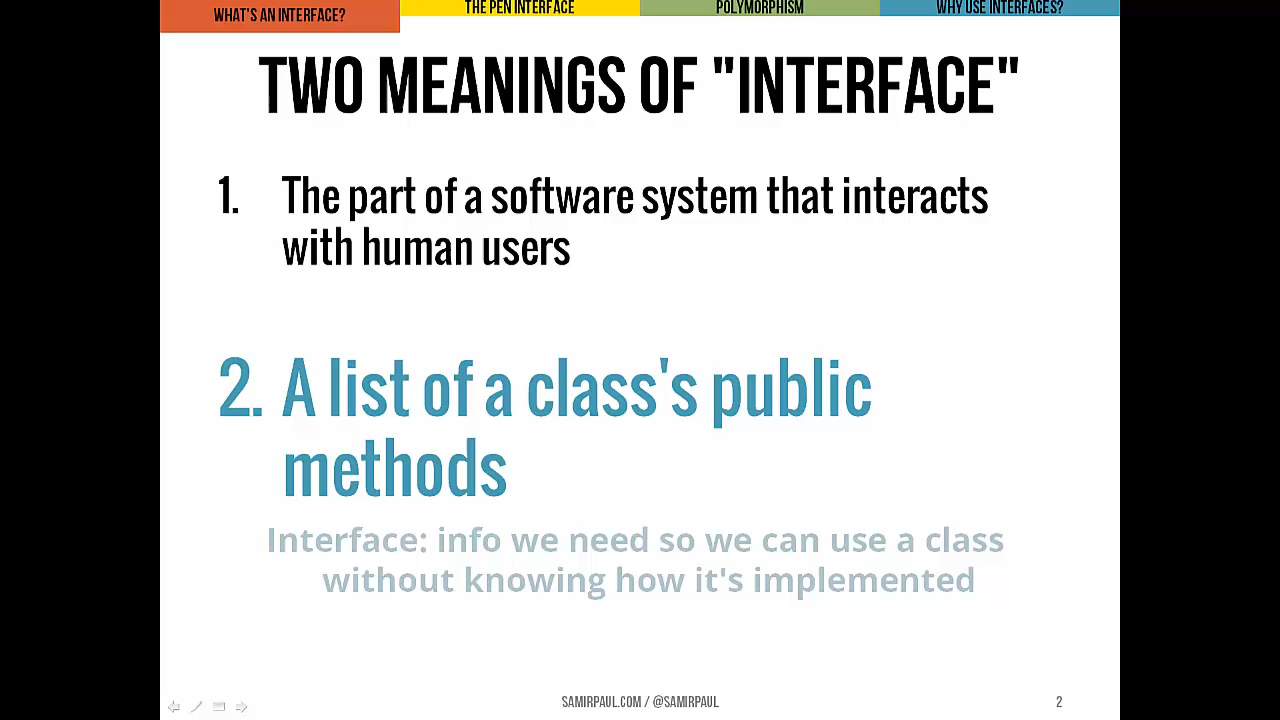 WHAT'S AN INTERFACE?
THE PEN INTERFACE
POLYMORPHISM
WHY USE INTERFACES?
TWO MEANINGS OF "INTERFACE"
1. The part of a software system that interacts
with human users
2. A list of a class's public
methods
Interface: info we need so we can use a class
without knowing how it's implemented
SAMIRPAUL.COM / @SAMIRPAUL
2